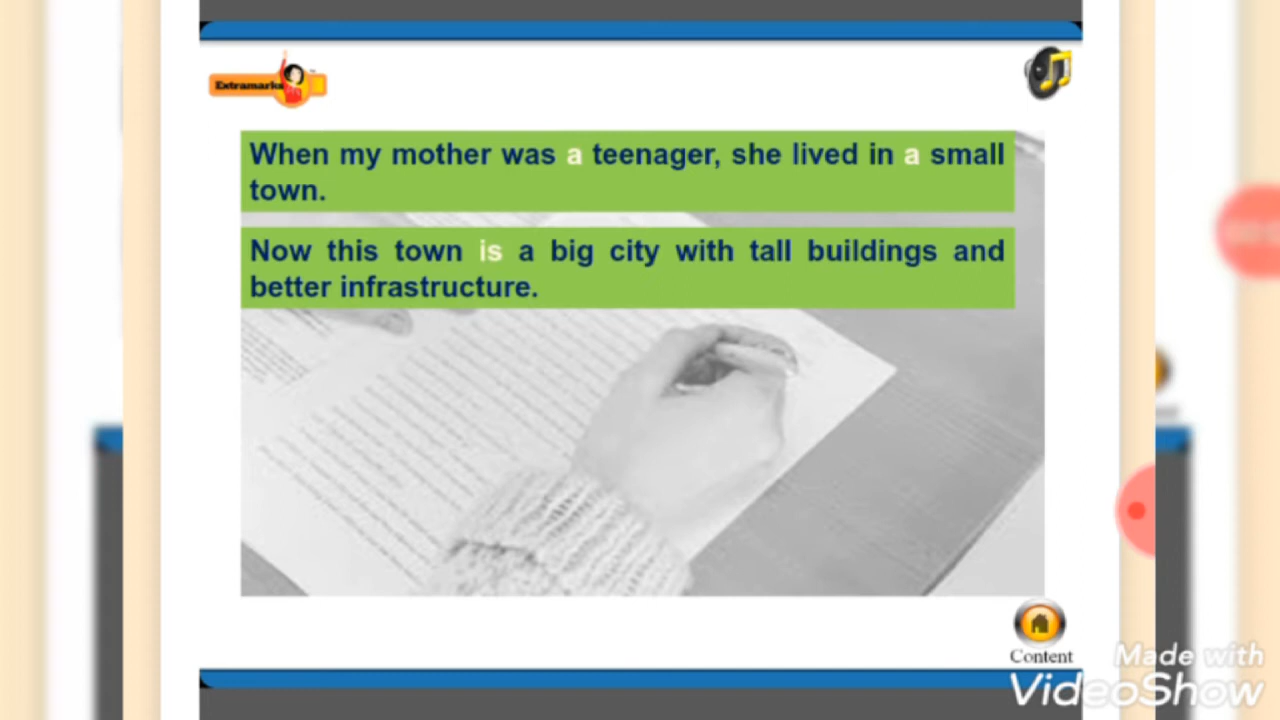 Extramarks
When my mother was a teenager, she lived in a small
town.
Now this town is a big city with tall buildings and
better infrastructure.
Content
Made with
VideoShow